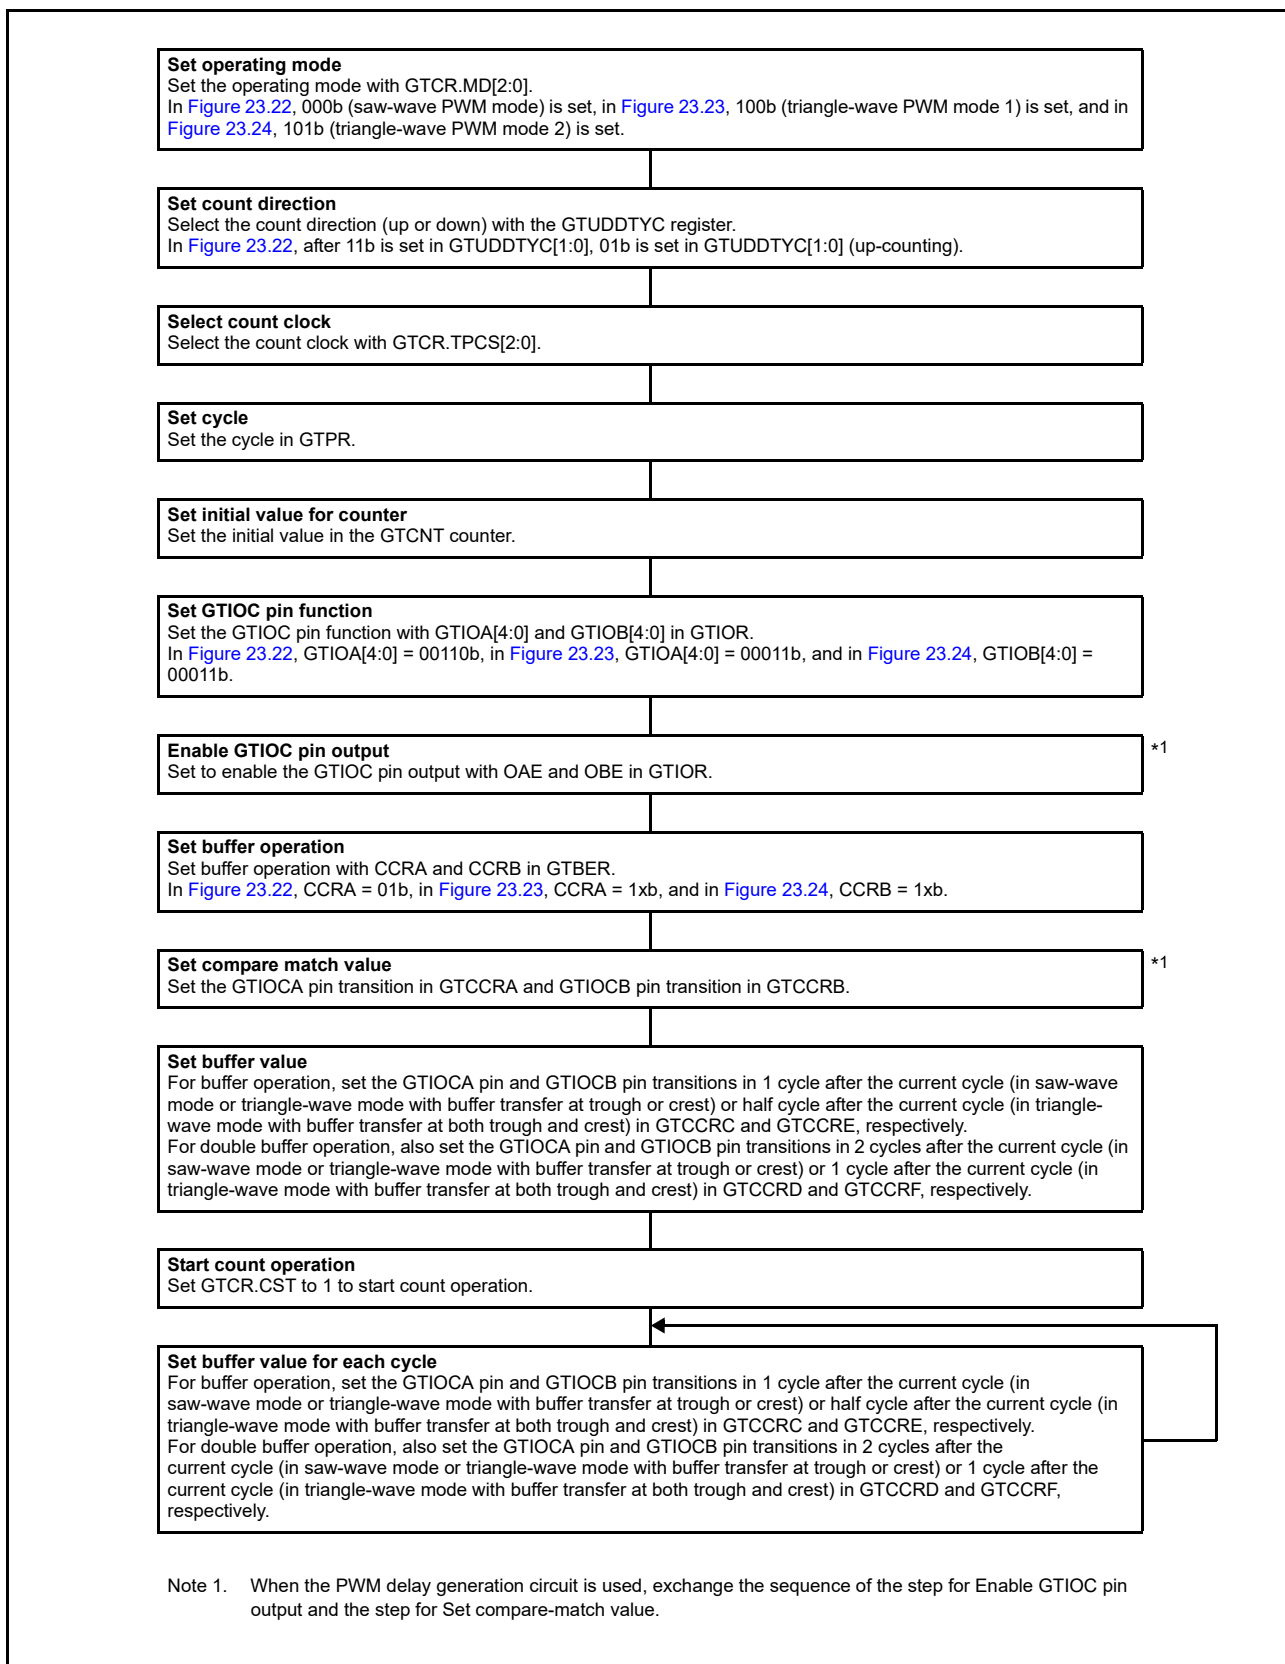 Set operating mode
Set the operating mode with GTCR.MD[2:0].
In Figure 23.22, 000b (saw-wave PWM mode) is set, in Figure 23.23, 100b (triangle-wave PWM mode 1) is set, and in
Figure 23.24, 101b (triangle-wave PWM mode 2) is set.
Set count direction
Select the count direction (up or down) with the GTUDDTYC register.
In Figure 23.22, after 11b is set in GTUDDTYC[1:0], 01b is set in GTUDDTYC[1:0] (up-counting).
Select count clock
Select the count clock with GTCR.TPCS[2:0].
Set cycle
Set the cycle in GTPR.
Set initial value for counter
Set the initial value in the GTCNT counter.
Set GTIOC pin function
Set the GTIOC pin function with GTIOA[4:0] and GTIOB[4:0] in GTIOR.
In Figure 23.22, GTIOA[4:0] = 00110b, in Figure 23.23, GTIOA[4:0] = 00011b, and in Figure 23.24, GTIOB[4:0] =
00011b.
Enable GTIOC pin output *1
Set to enable the GTIOC pin output with OAE and OBE in GTIOR.
Set buffer operation
Set buffer operation with CCRA and CCRB in GTBER.
In Figure 23.22, CCRA = 01b, in Figure 23.23, CCRA = 1xb, and in Figure 23.24, CCRB = 1xb.
Set compare match value *1
Set the GTIOCA pin transition in GTCCRA and GTIOCB pin transition in GTCCRB.
Set buffer value
For buffer operation, set the GTIOCA pin and GTIOCB pin transitions in 1 cycle after the current cycle (in saw-wave
mode or triangle-wave mode with buffer transfer at trough or crest) or half cycle after the current cycle (in triangle-
wave mode with buffer transfer at both trough and crest) in GTCCRC and GTCCRE, respectively.
For double buffer operation, also set the GTIOCA pin and GTIOCB pin transitions in 2 cycles after the current cycle (in
saw-wave mode or triangle-wave mode with buffer transfer at trough or crest) or 1 cycle after the current cycle (in
triangle-wave mode with buffer transfer at both trough and crest) in GTCCRD and GTCCRF, respectively.
Start count operation
Set GTCR.CST to 1 to start count operation.
Set buffer value for each cycle
For buffer operation, set the GTIOCA pin and GTIOCB pin transitions in 1 cycle after the current cycle (in
saw-wave mode or triangle-wave mode with buffer transfer at trough or crest) or half cycle after the current cycle (in
triangle-wave mode with buffer transfer at both trough and crest) in GTCCRC and GTCCRE, respectively.
For double buffer operation, also set the GTIOCA pin and GTIOCB pin transitions in 2 cycles after the
current cycle (in saw-wave mode or triangle-wave mode with buffer transfer at trough or crest) or 1 cycle after the
current cycle (in triangle-wave mode with buffer transfer at both trough and crest) in GTCCRD and GTCCRF,
respectively.
Note 1. When the PWM delay generation circuit is used, exchange the sequence of the step for Enable GTIOC pin
output and the step for Set compare-match value.